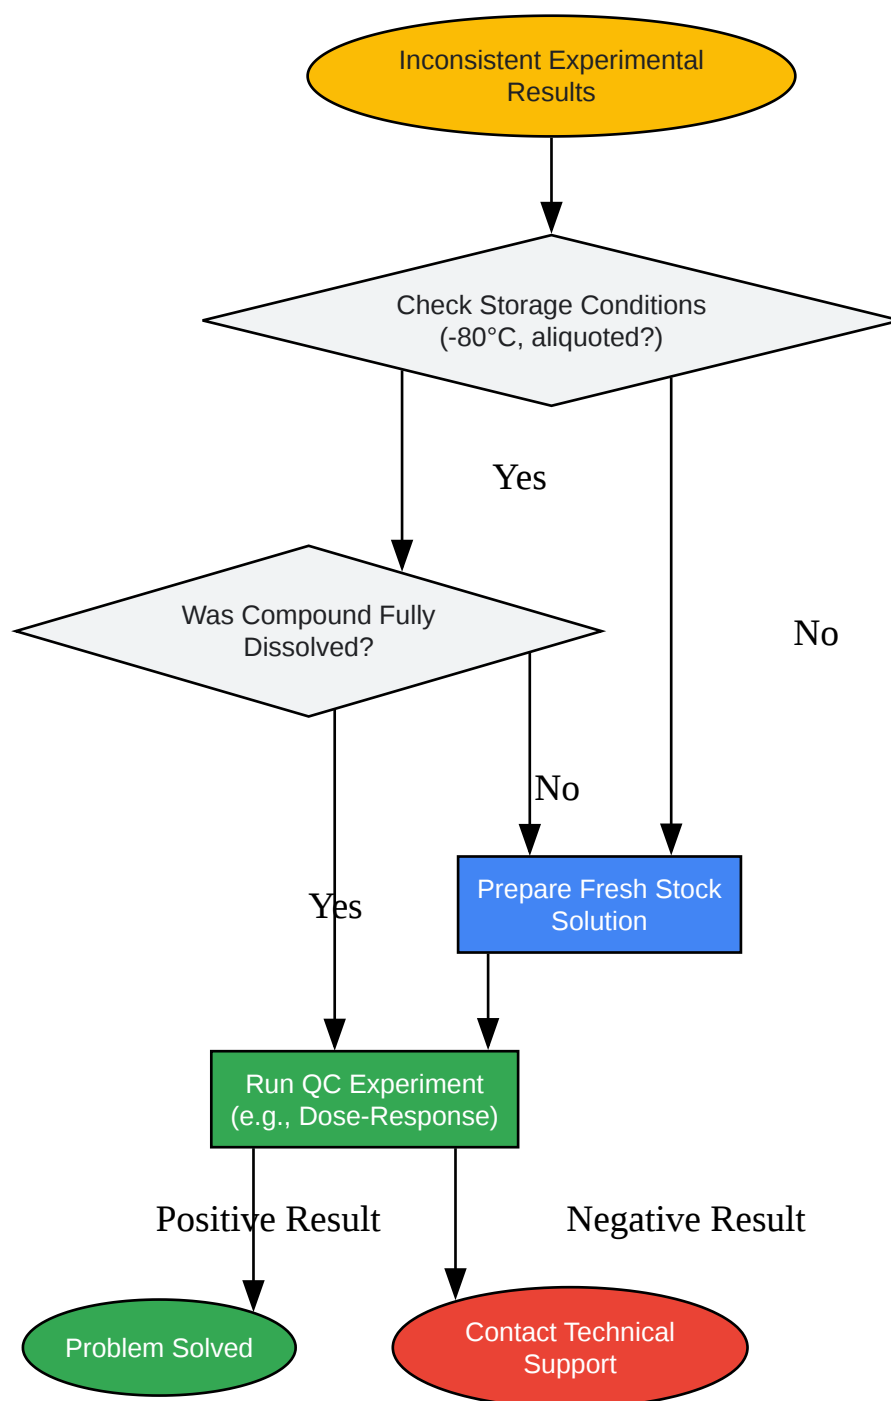 Inconsistent Experimental
Results
Check Storage Conditions
(-80°C, aliquoted?)
Yes
Was Compound Fully
Dissolved?
No
No
Prepare Fresh Stock
Solution
Yes
Run QC Experiment
(e.g., Dose-Response)
Positive Result
Negative Result
Problem Solved
Contact Technical
Support